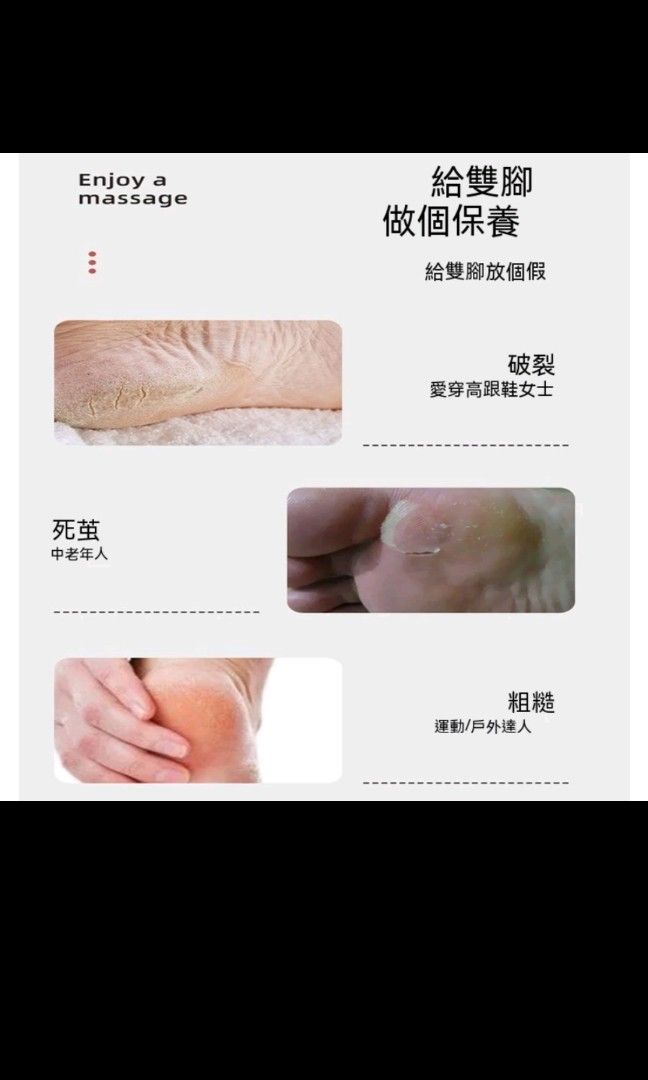 Enjoy a
massage
給雙腳
做個保養
給雙腳放個假
破裂
愛穿高跟鞋女士
死茧
中老年人
粗糙
運動/戶外達人